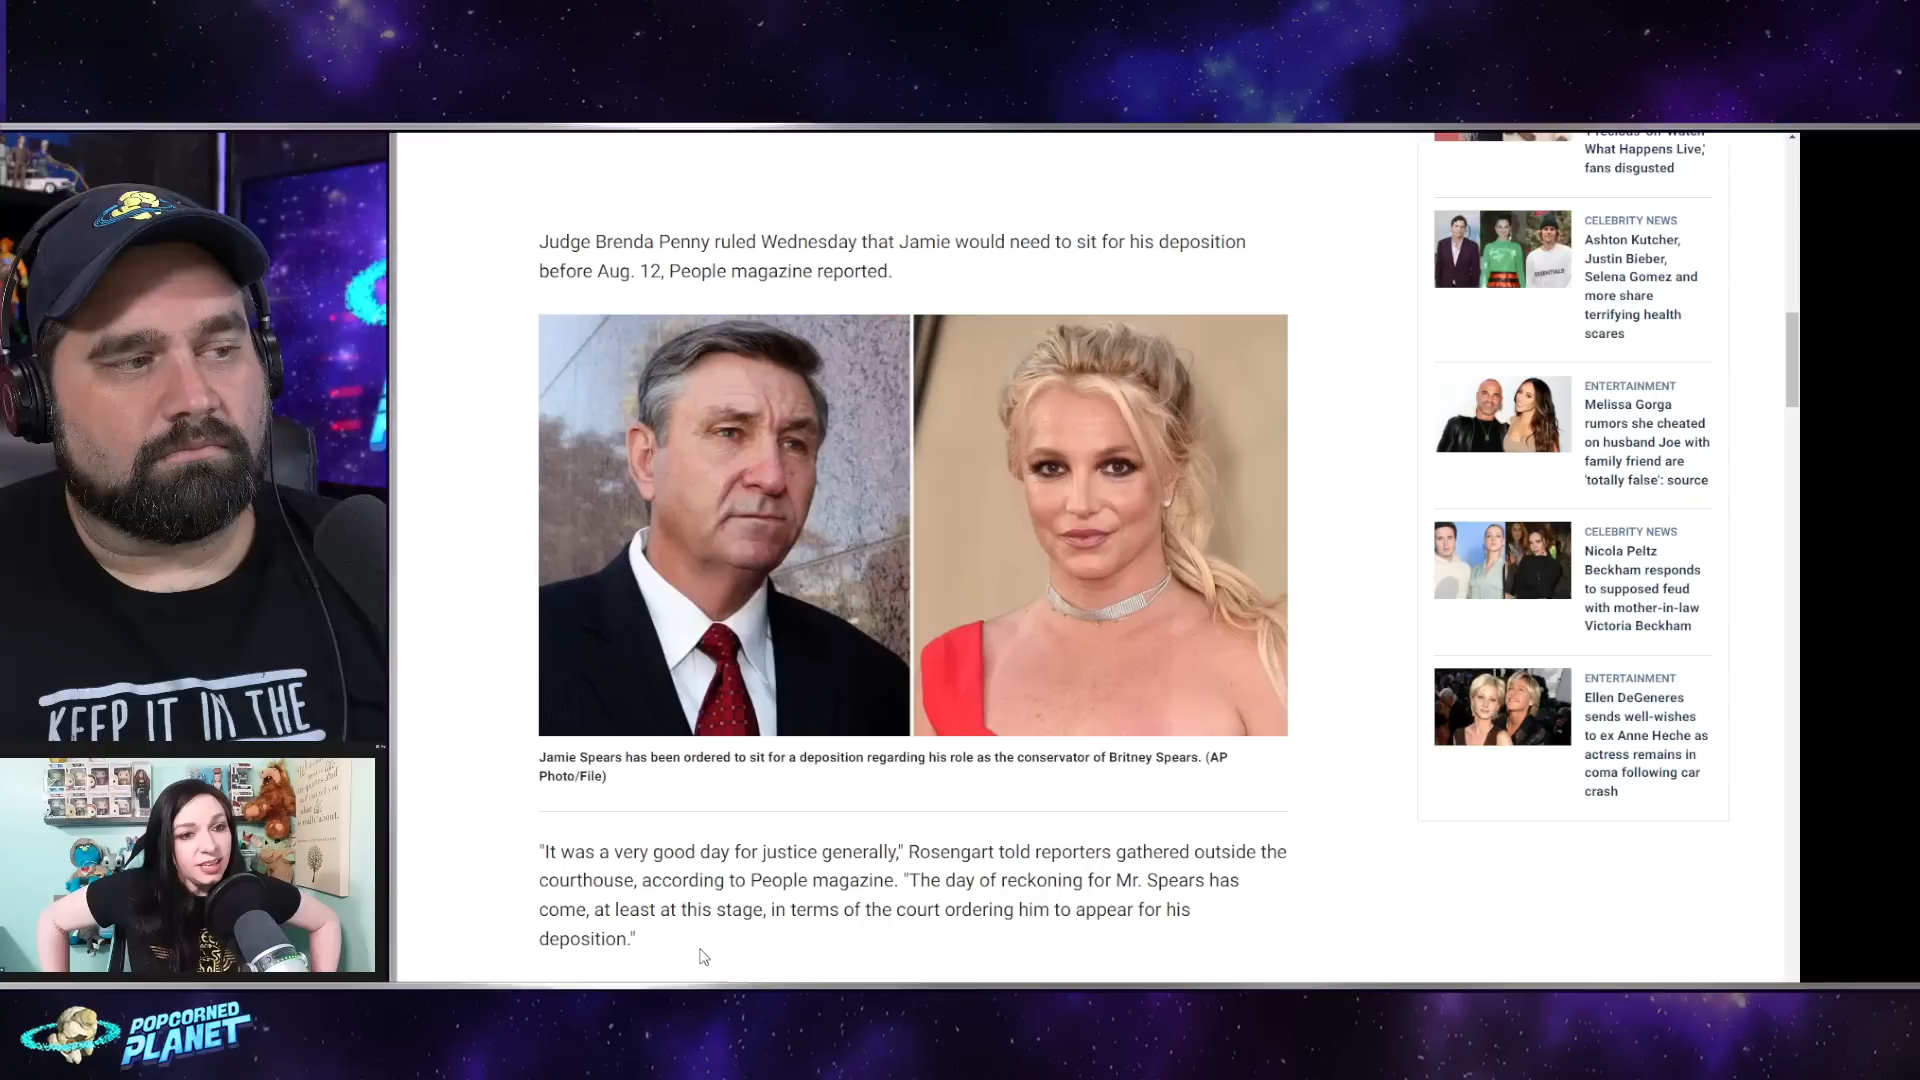 Judge Brenda Penny ruled Wednesday that Jamie would need to sit for his deposition
before Aug. 12, People magazine reported.
Jamie Spears has been ordered to sit for a deposition regarding his role as the conservator of Britney Spears. (AP
Photo/File)
"It was a very good day for justice generally," Rosengart told reporters gathered outside the
courthouse, according to People magazine. "The day of reckoning for Mr. Spears has
come, at least at this stage, in terms of the court ordering him to appear for his
deposition."
What Happens Live,'
fans disgusted
CELEBRITY NEWS
Ashton Kutcher,
Justin Bieber,
Selena Gomez and
more share
terrifying health
scares
ESSENTIALS
ENTERTAINMENT
Melissa Gorga
rumors she cheated
on husband Joe with
family friend are
'totally false': source
CELEBRITY NEWS
Nicola Peltz
Beckham responds
to supposed feud
with mother-in-law
Victoria Beckham
ENTERTAINMENT
Ellen DeGeneres
sends well-wishes
to ex Anne Heche as
actress remains in
coma following car
crash
KEEP IT IN THE
POPCORNED
PLANET